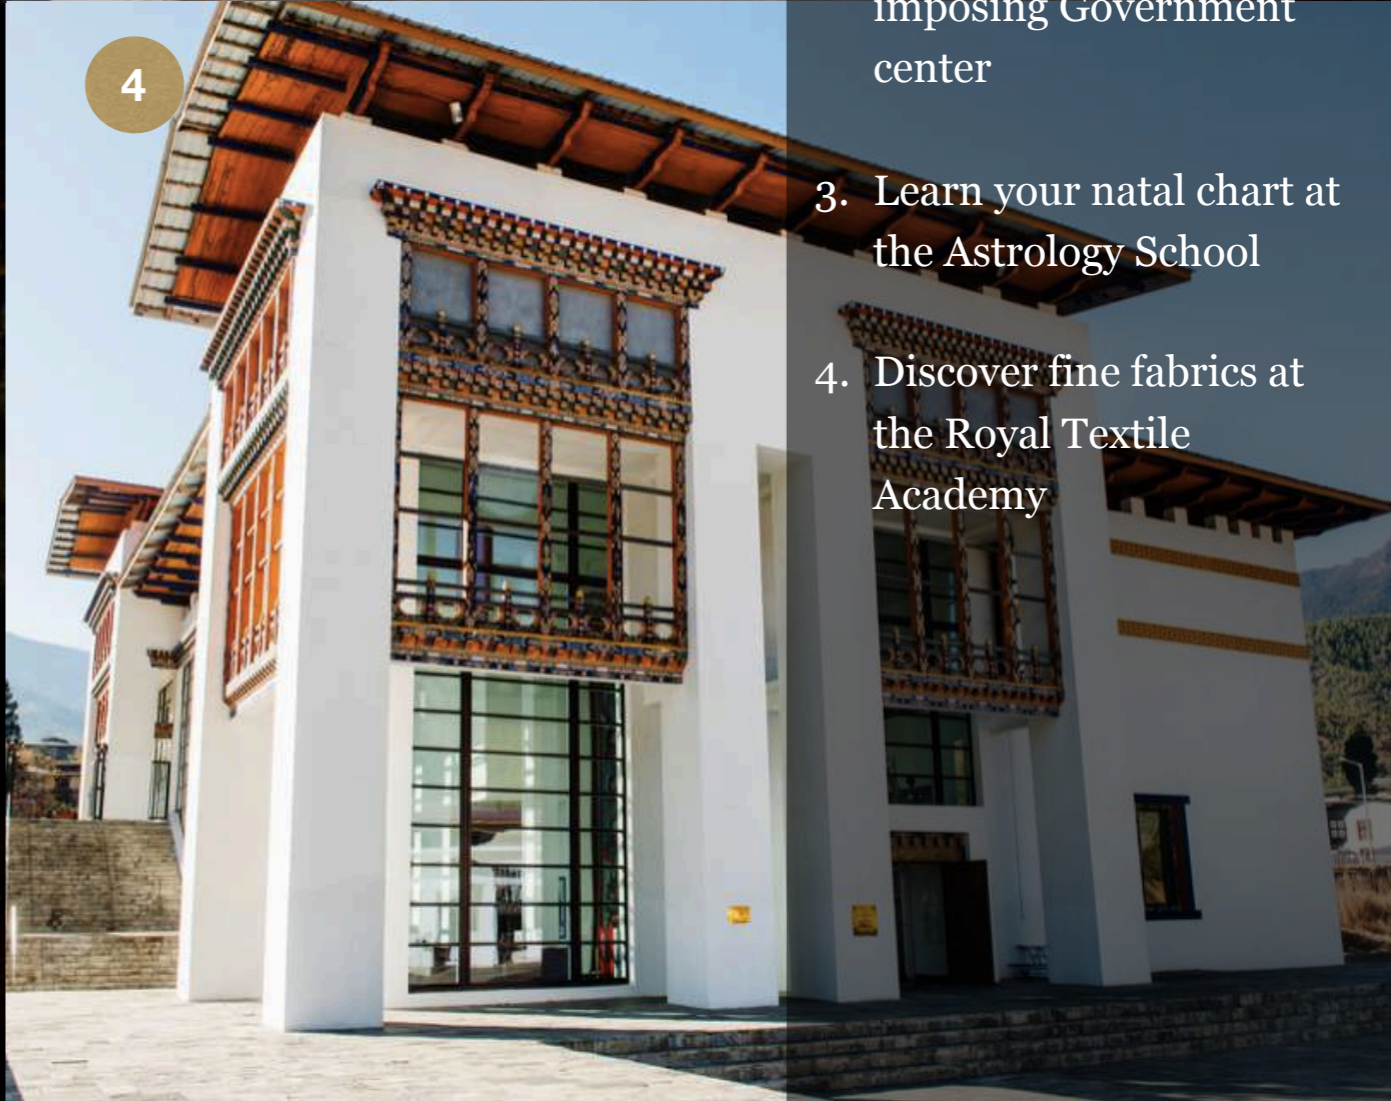 4
imposing Government
center
3. Learn your natal chart at
the Astrology School
4. Discover fine fabrics at
the Royal Textile
Academy